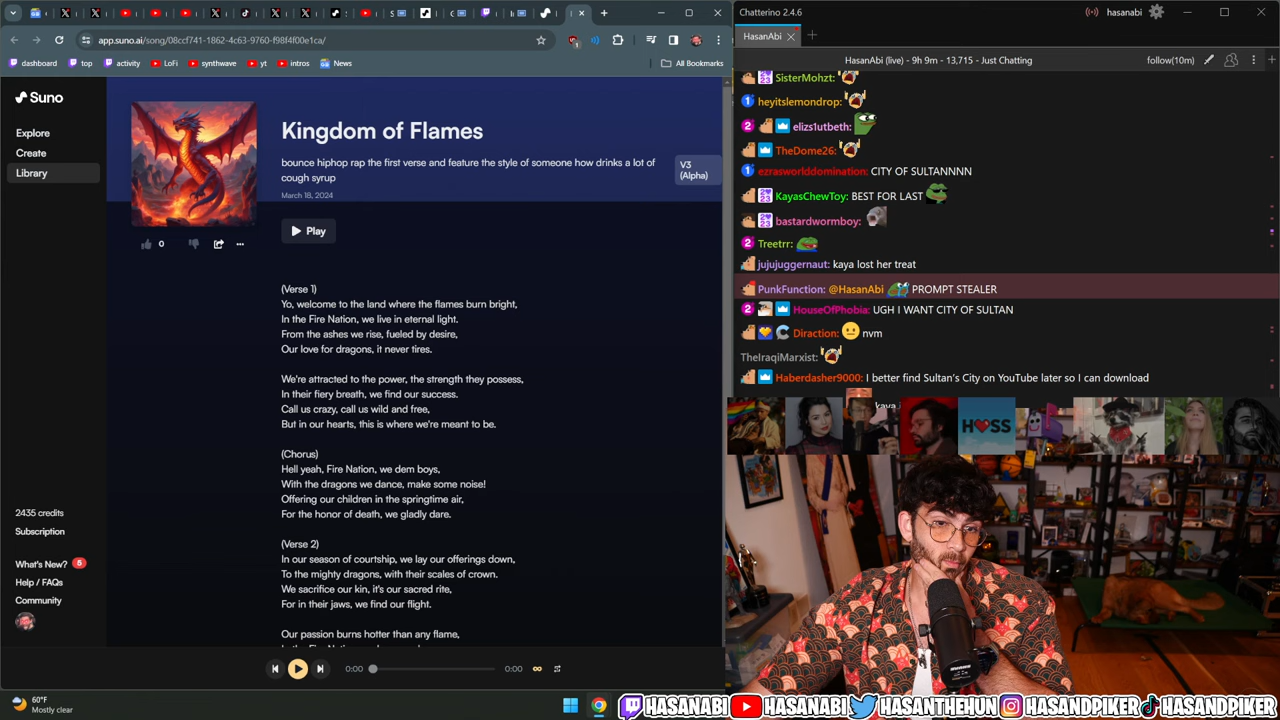 app.suno.ai/song/08ccf741-1862-4c63-9760-f98f4f00e1ca/
dashboard
top
activity
LoFi
synthwave
yt
intros
News
All Bookmarks
Suno
Explore
Create
Library
2435 credits
Subscription
What's New?
5
Help / FAQs
Community
Kingdom of Flames
bounce hiphop rap the first verse and feature the style of someone how drinks a lot of
cough syrup
V3
(Alpha)
March 18, 2024
0
Play
(Verse 1)
Yo, welcome to the land where the flames burn bright,
In the Fire Nation, we live in eternal light.
From the ashes we rise, fueled by desire,
Our love for dragons, it never tires.
We're attracted to the power, the strength they possess,
In their fiery breath, we find our success.
Call us crazy, call us wild and free,
But in our hearts, this is where we're meant to be.
(Chorus)
Hell yeah, Fire Nation, we dem boys,
With the dragons we dance, make some noise!
Offering our children in the springtime air,
For the honor of death, we gladly dare.
(Verse 2)
In our season of courtship, we lay our offerings down,
To the mighty dragons, with their scales of crown.
We sacrifice our kin, it's our sacred rite,
For in their jaws, we find our flight.
Our passion burns hotter than any flame,
0:00
0:00
60°F
Mostly clear
Chatterino 2.4.6
hasanabi
HasanAbi
HasanAbi (live) - 9h 9m - 13,715 - Just Chatting
follow(10m)
SisterMohzt:
heyitslemondrop:
elizs1utbeth:
TheDome26:
ezrasworlddomination: CITY OF SULTANNNN
KayasChewToy: BEST FOR LAST
bastardwormboy:
Treetrr:
jujujuggernaut: kaya lost her treat
PunkFunction: @HasanAbi PROMPT STEALER
HouseOfPhobia: UGH I WANT CITY OF SULTAN
Diraction: nvm
TheIraqiMarxist:
Haberdasher9000: I better find Sultan's City on YouTube later so I can download
HOSS
HASANABI
HASANABI
HASANTHEHUN
HASANDPIKER
HASANDPIKER